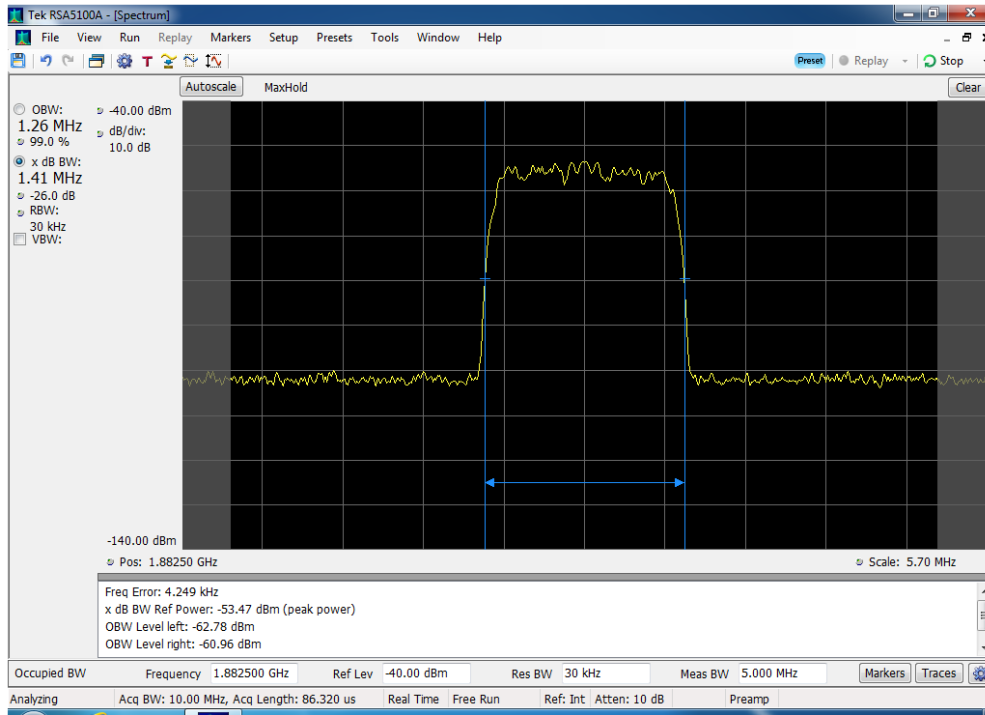 Tek RSA5100A - [Spectrum]
File View Run Replay Markers Setup Presets Tools Window Help
T Preset Replay Stop
Autoscale MaxHold Clear
OBW:
1.26 MHz
99.0 %
x dB BW:
1.41 MHz
-26.0 dB
RBW:
30 kHz
VBW:
-40.00 dBm
dB/div:
10.0 dB
-140.00 dBm
Pos: 1.88250 GHz Scale: 5.70 MHz
Freq Error: 4.249 kHz
x dB BW Ref Power: -53.47 dBm (peak power)
OBW Level left: -62.78 dBm
OBW Level right: -60.96 dBm
Occupied BW Frequency 1.882500 GHz Ref Lev -40.00 dBm Res BW 30 kHz Meas BW 5.000 MHz Markers Traces
Analyzing Acq BW: 10.00 MHz, Acq Length: 86.320 us Real Time Free Run Ref: Int Atten: 10 dB Preamp